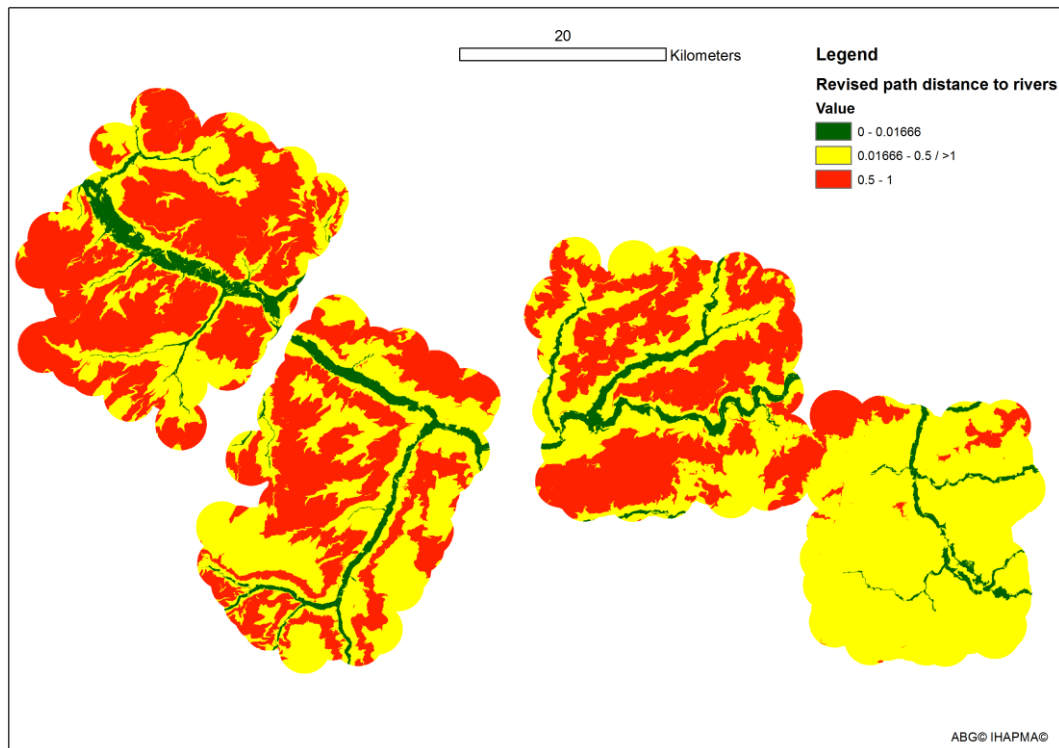 20
Kilometers
Legend
Revised path distance to rivers
Value
0 - 0.01666
0.01666 - 0.5 / >1
0.5 - 1
ABG© IHAPMA©